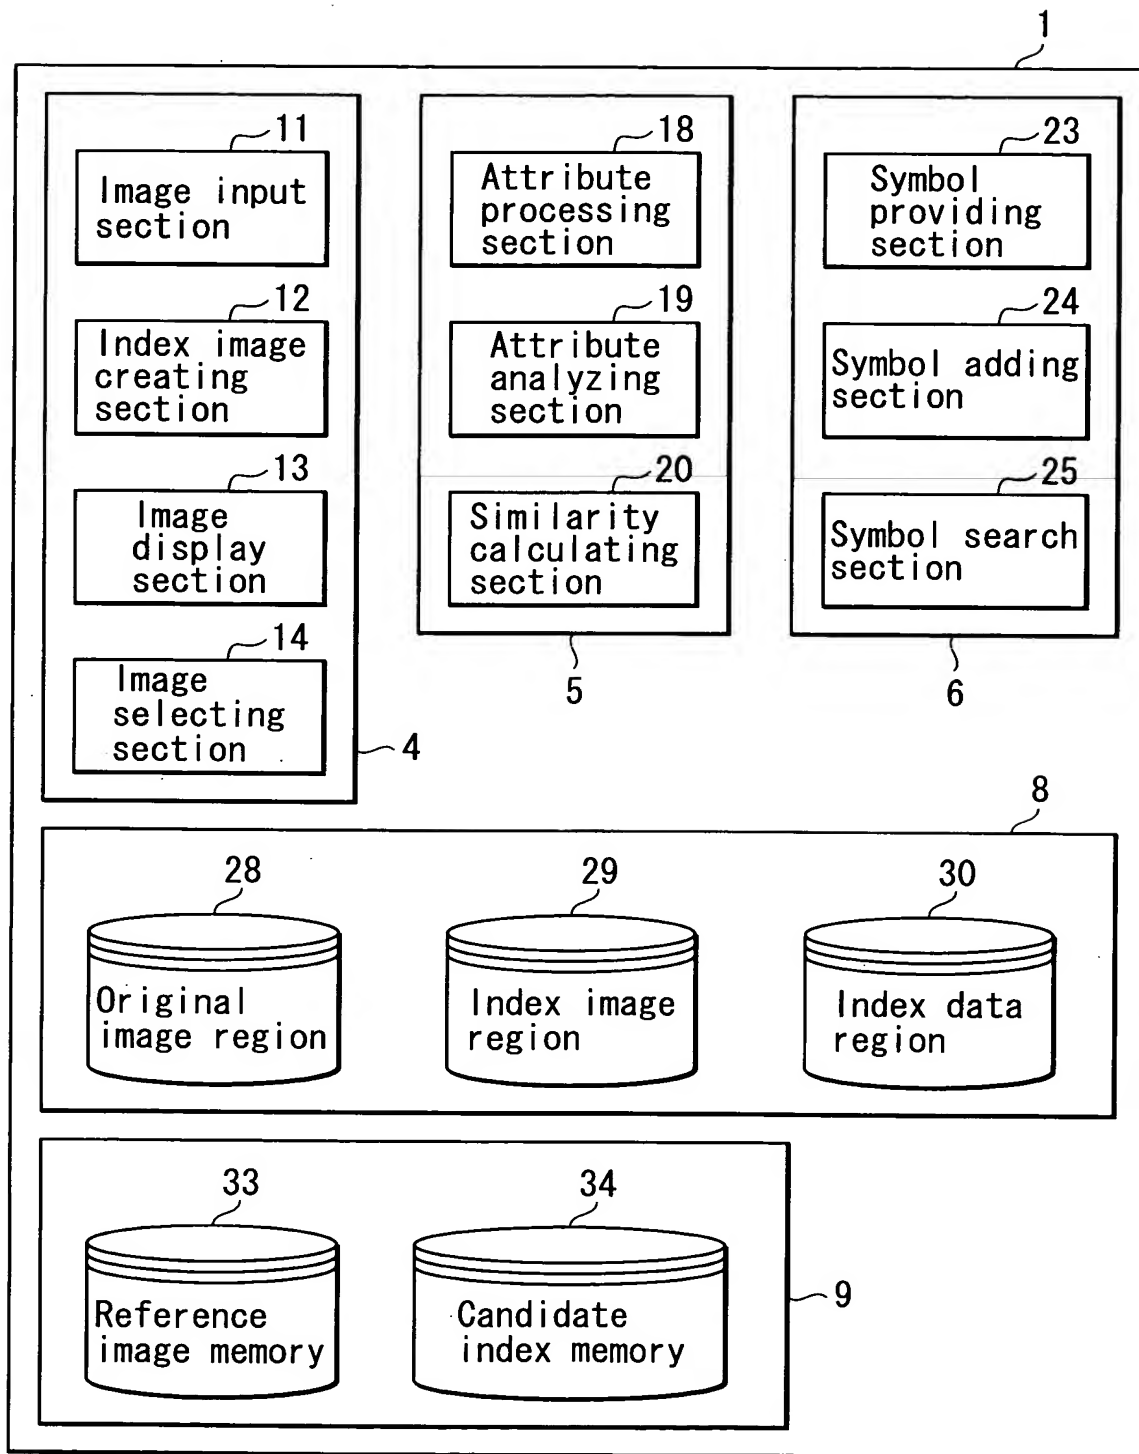 1
11
Image input
section
12
Index image
creating
section
13
Image
display
section
14
Image
selecting
section
4
18
Attribute
processing
section
19
Attribute
analyzing
section
20
Similarity
calculating
section
5
23
Symbol
providing
section
24
Symbol adding
section
25
Symbol search
section
6
8
28
Original
image region
29
Index image
region
30
Index data
region
33
Reference
image memory
34
Candidate
index memory
9